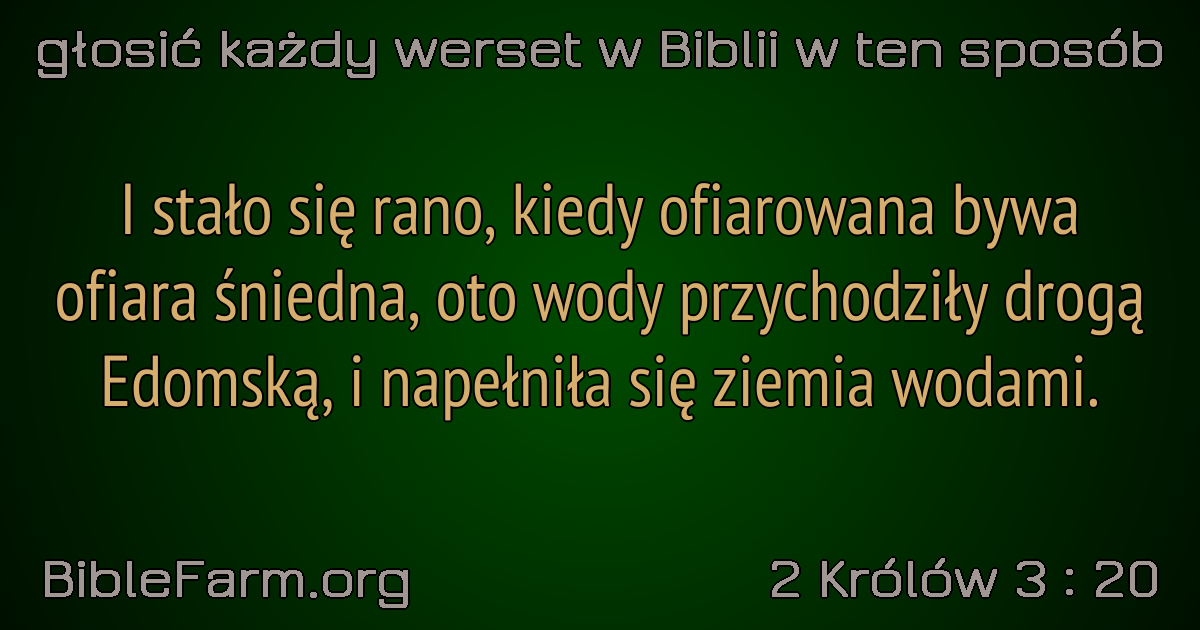 głosić każdy werset w Biblii w ten sposób
I stało się rano, kiedy ofiarowana bywa
ofiara śniedna, oto wody przychodziły drogą
Edomską, i napełniła się ziemia wodami.
BibleFarm.org
2 Królów 3 : 20